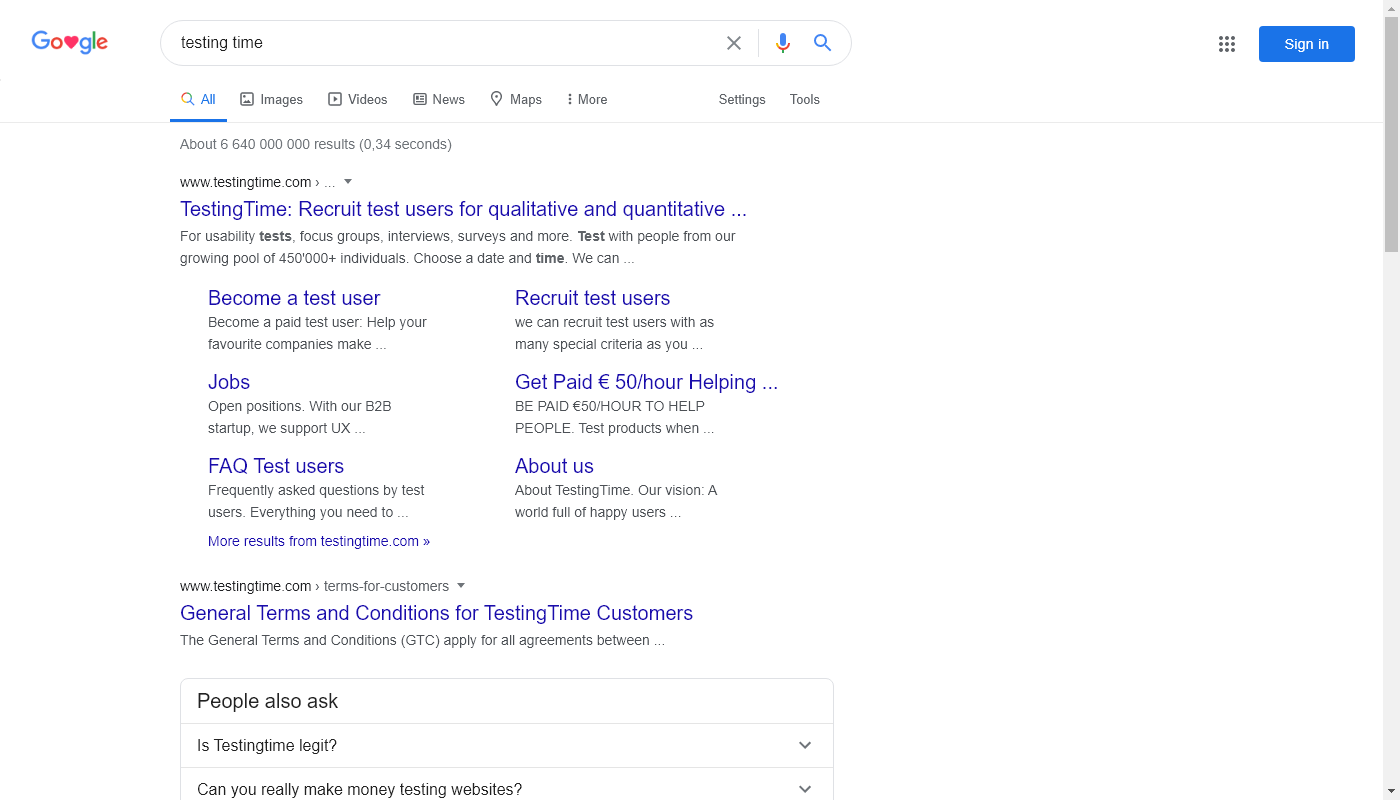 Google
testing time
Sign in
All Images Videos News Maps More Settings Tools
About 6 640 000 000 results (0,34 seconds)
www.testingtime.com › ...
TestingTime: Recruit test users for qualitative and quantitative ...
For usability tests, focus groups, interviews, surveys and more. Test with people from our
growing pool of 450'000+ individuals. Choose a date and time. We can ...
Become a test user
Become a paid test user: Help your
favourite companies make ...
Recruit test users
we can recruit test users with as
many special criteria as you ...
Jobs
Open positions. With our B2B
startup, we support UX ...
Get Paid € 50/hour Helping ...
BE PAID €50/HOUR TO HELP
PEOPLE. Test products when ...
FAQ Test users
Frequently asked questions by test
users. Everything you need to ...
About us
About TestingTime. Our vision: A
world full of happy users ...
More results from testingtime.com »
www.testingtime.com › terms-for-customers
General Terms and Conditions for TestingTime Customers
The General Terms and Conditions (GTC) apply for all agreements between ...
People also ask
Is Testingtime legit?
Can you really make money testing websites?